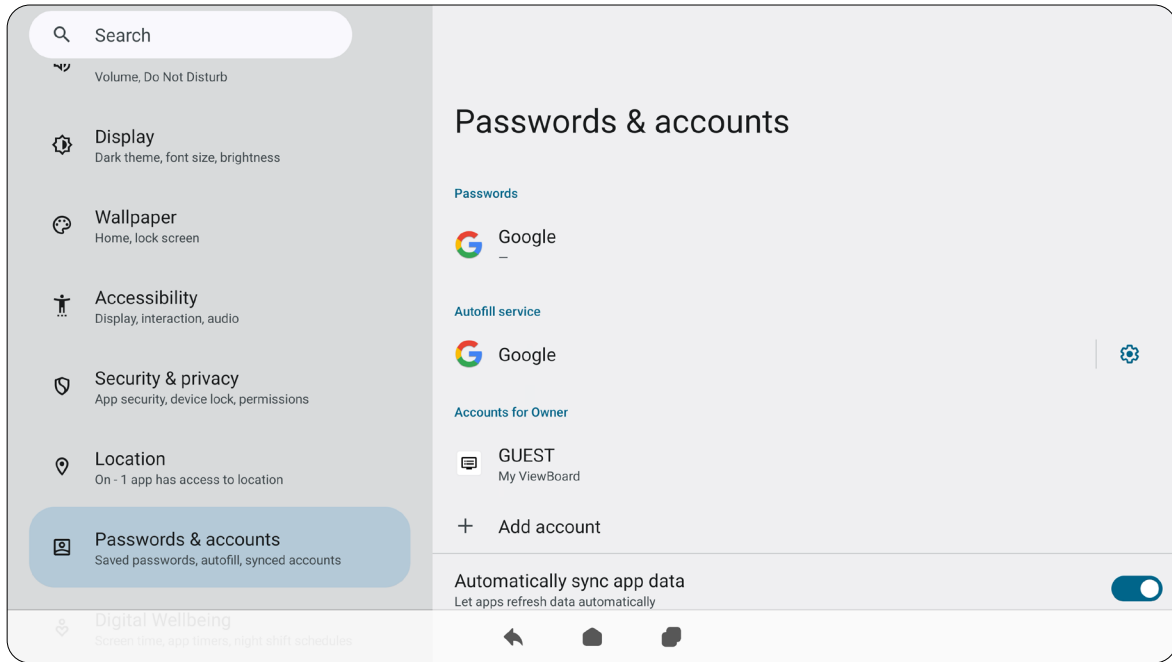 Search
Volume, Do Not Disturb
Display
Dark theme, font size, brightness
Wallpaper
Home, lock screen
Accessibility
Display, interaction, audio
Security & privacy
App security, device lock, permissions
Location
On - 1 app has access to location
Passwords & accounts
Saved passwords, autofill, synced accounts
Digital Wellbeing
Screen time, app timers, night shift schedules
Passwords & accounts
Passwords
Google
–
Autofill service
Google
Accounts for Owner
GUEST
My ViewBoard
Add account
Automatically sync app data
Let apps refresh data automatically